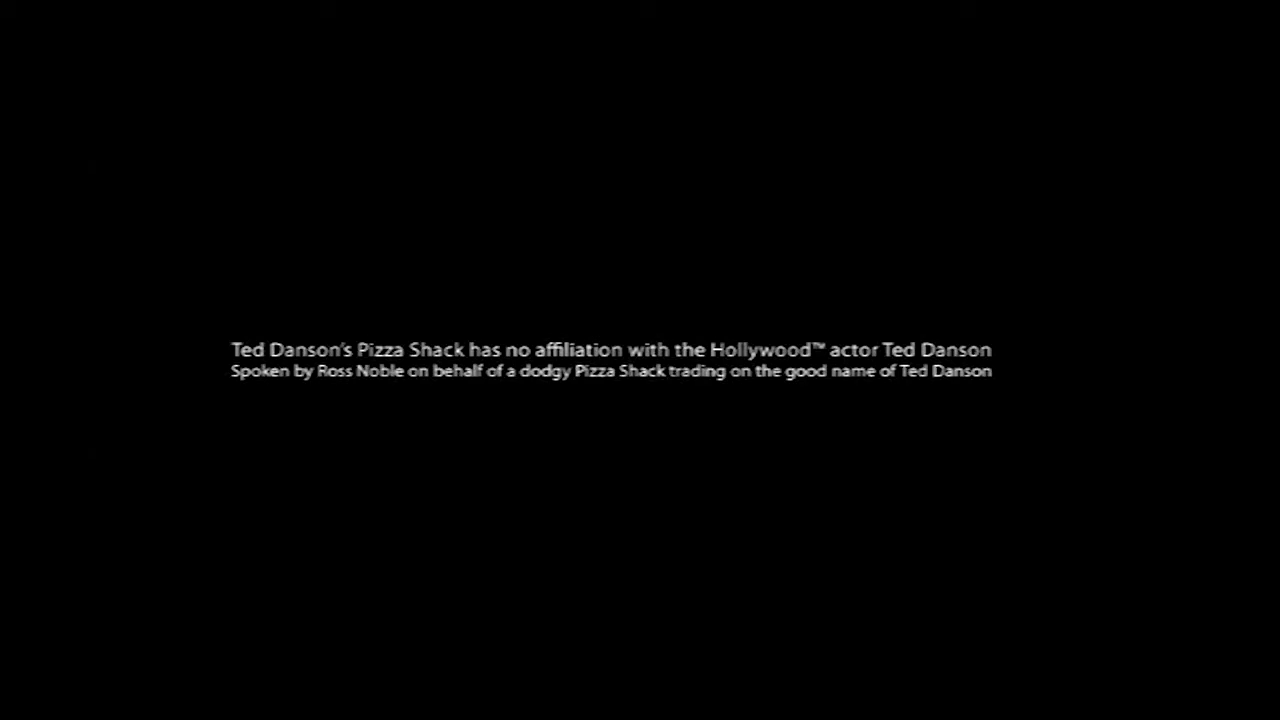 Ted Danson's Pizza Shack has no affiliation with the Hollywood™ actor Ted Danson
Spoken by Ross Noble on behalf of a dodgy Pizza Shack trading on the good name of Ted Danson